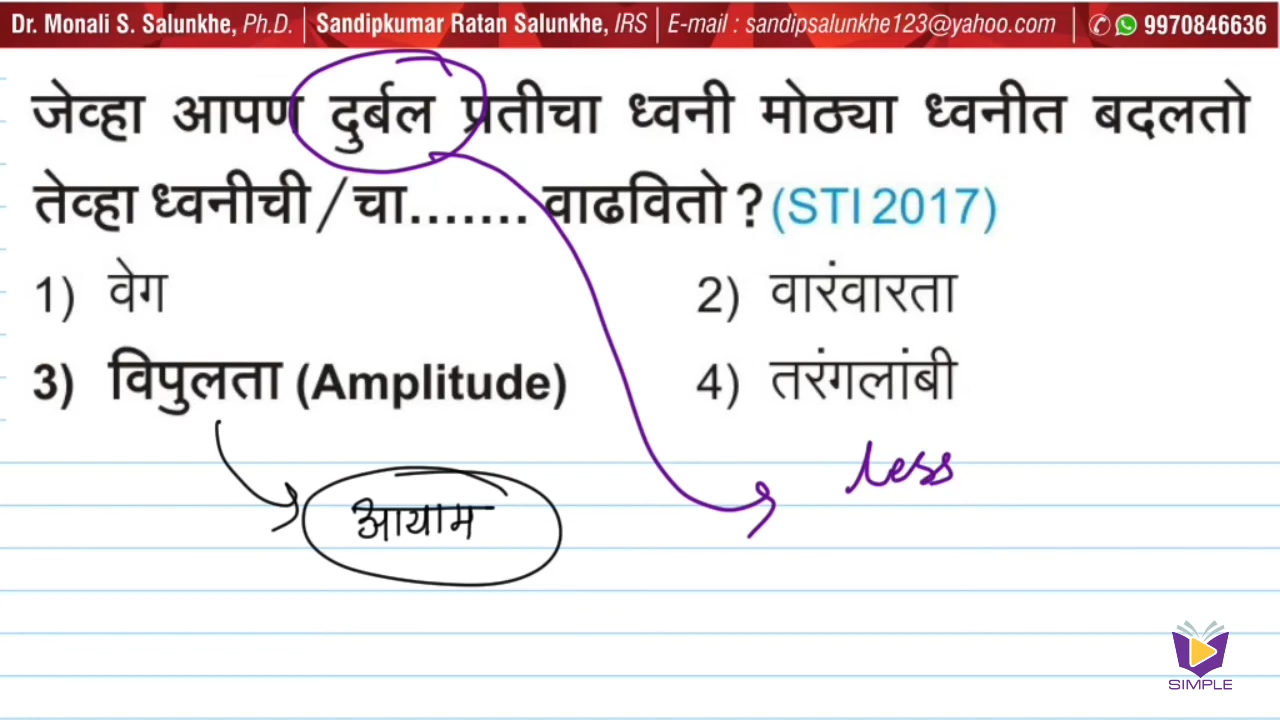 Dr. Monali S. Salunkhe, Ph.D. | Sandipkumar Ratan Salunkhe, IRS | E-mail : sandipsalunkhe123@yahoo.com | 9970846636
जेव्हा आपण दुर्बल प्रतीचा ध्वनी मोठ्या ध्वनीत बदलतो
तेव्हा ध्वनीची/चा....... वाढवितो? (STI 2017)
1) वेग
2) वारंवारता
3) विपुलता (Amplitude)
4) तरंगलांबी
less
आयाम
SIMPLE